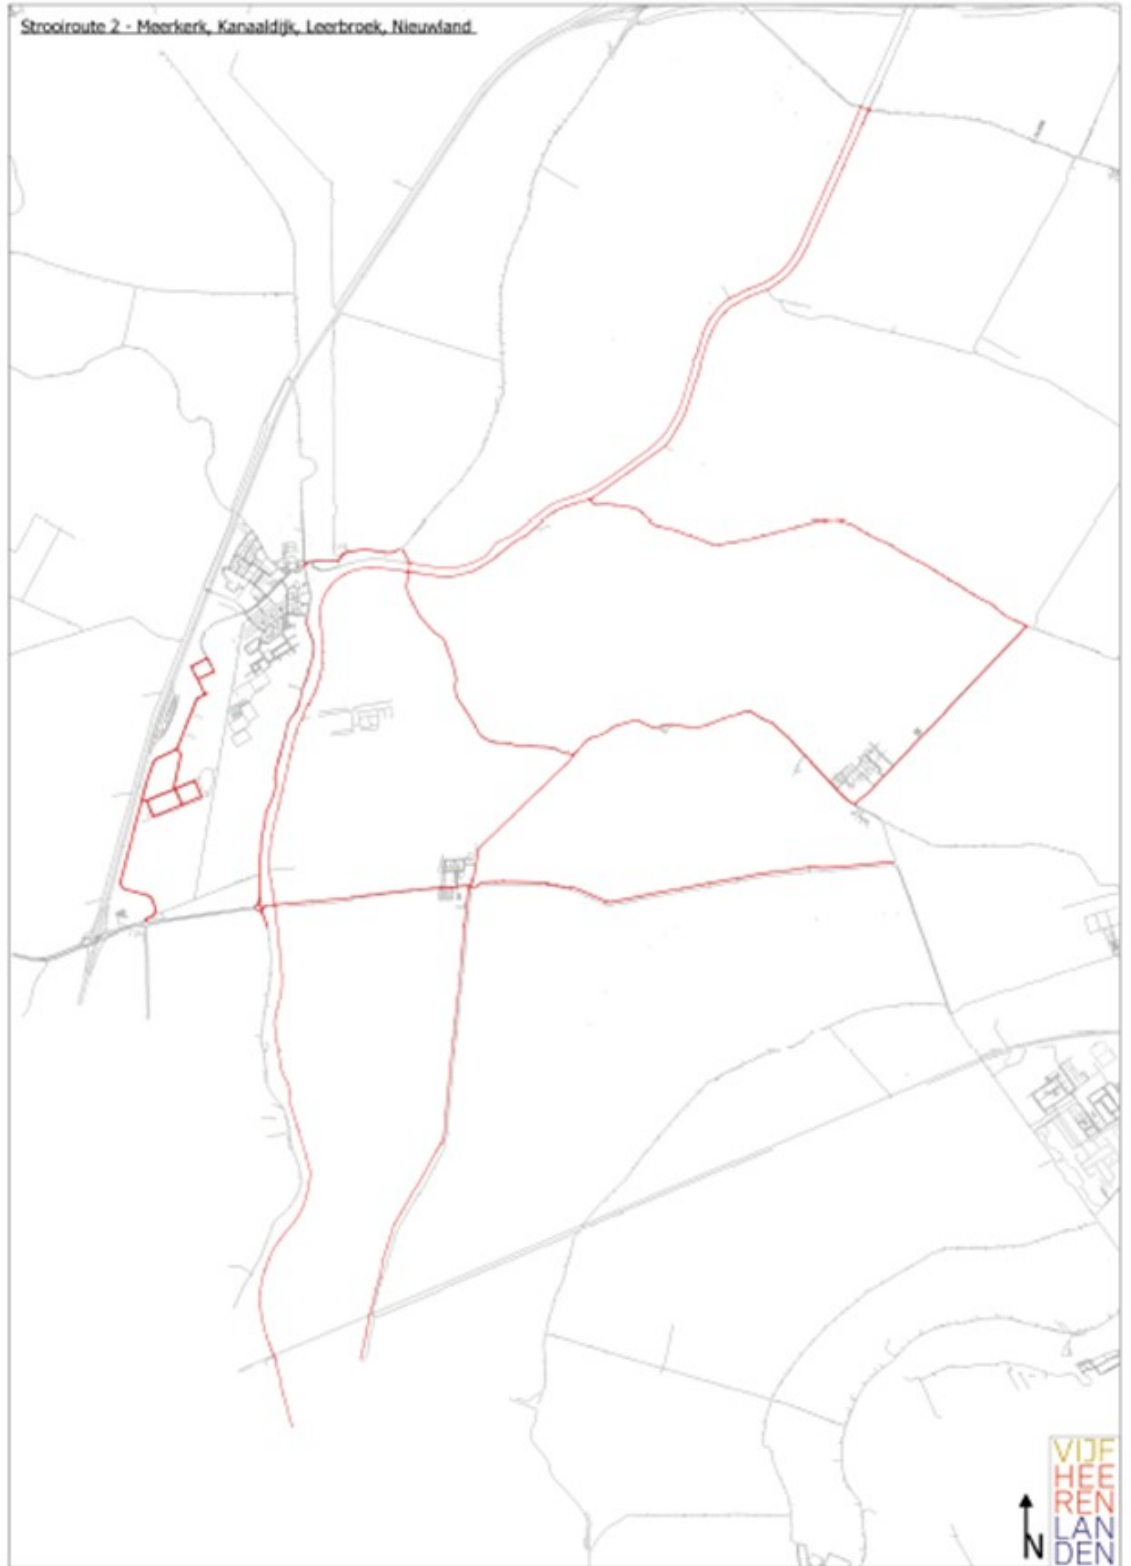 Strooiroute 2 - Meerkerk, Kanaaldijk, Leerbroek, Nieuwland
VIJF
HEE
REN
LAN
DEN
N